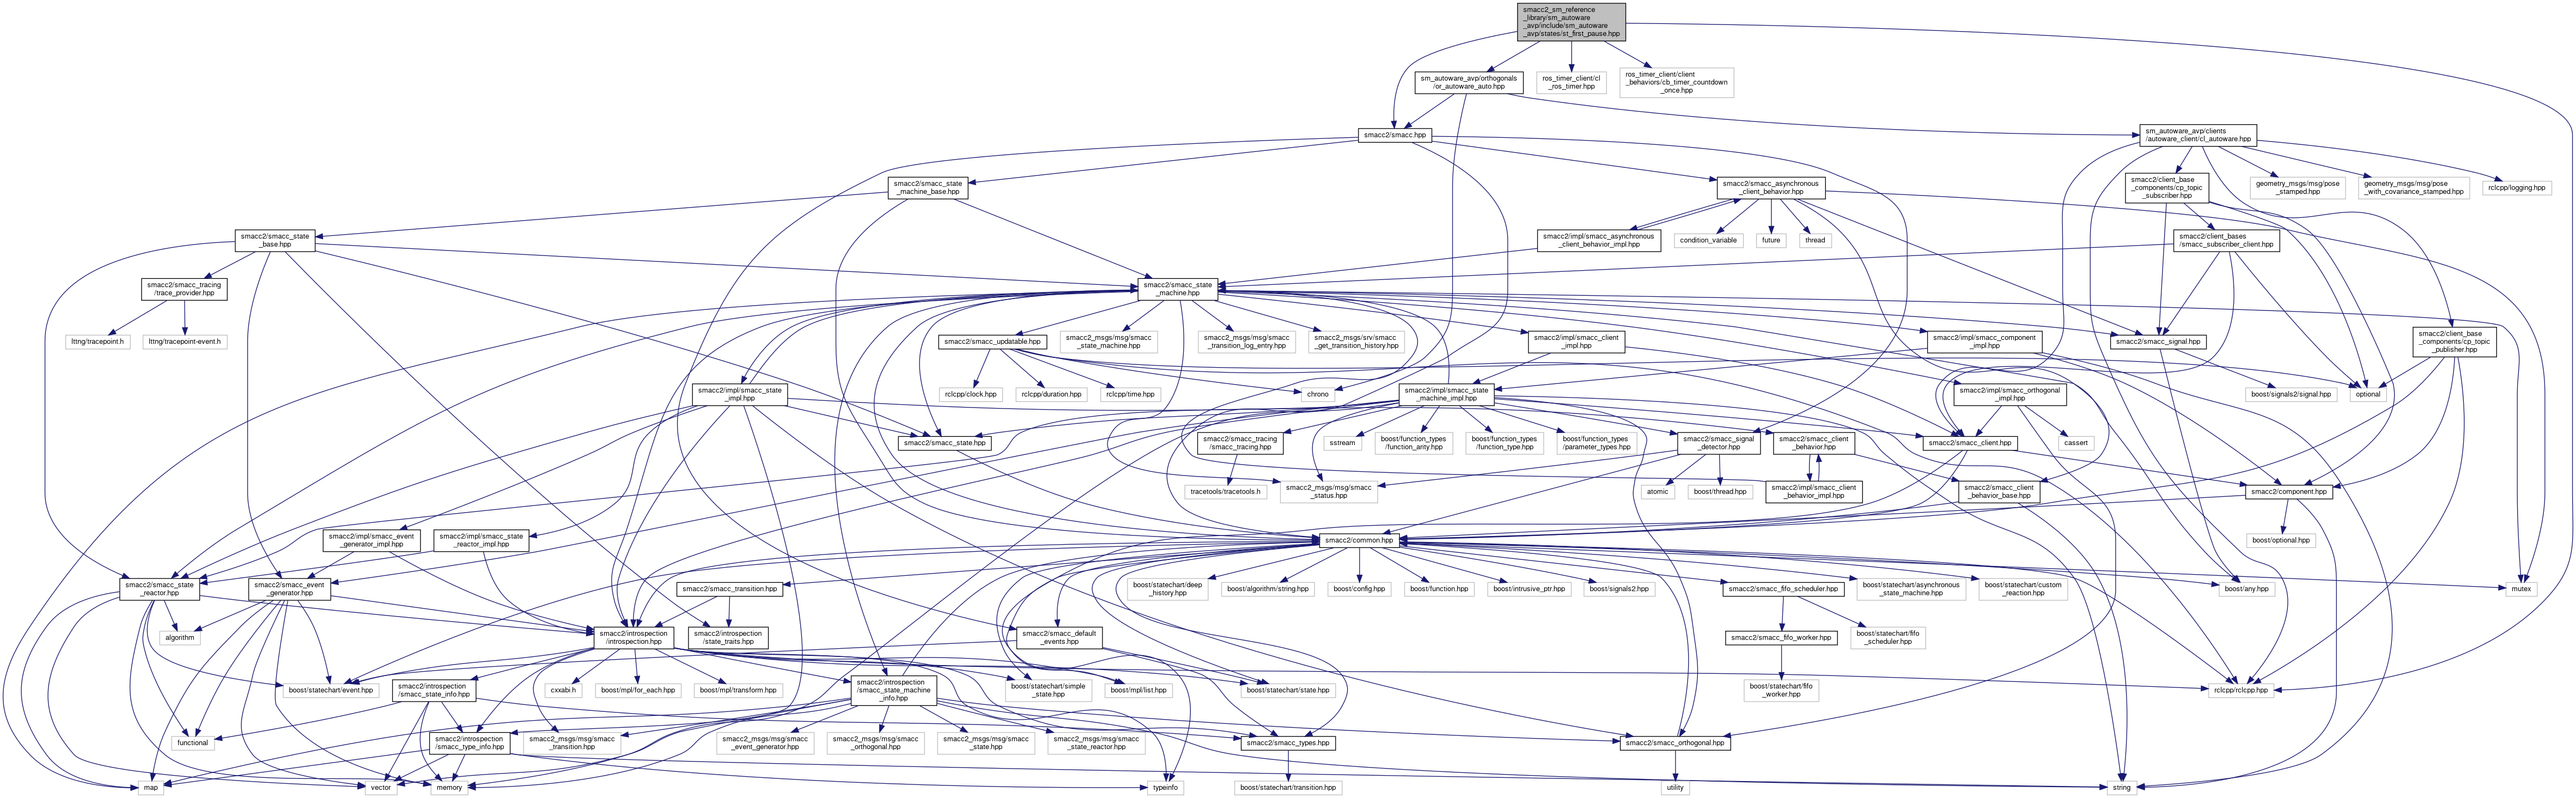 smacc2_sm_reference
_library/sm_autoware
_avp/include/sm_autoware
_avp/states/st_first_pause.hpp
sm_autoware_avp/orthogonals
/or_autoware_auto.hpp
ros_timer_client/cl
_ros_timer.hpp
ros_timer_client/client
_behaviors/cb_timer_countdown
_once.hpp
smacc2/smacc.hpp
sm_autoware_avp/clients
/autoware_client/cl_autoware.hpp
smacc2/smacc_state
_machine_base.hpp
smacc2/smacc_asynchronous
_client_behavior.hpp
smacc2/client_base
_components/cp_topic
_subscriber.hpp
geometry_msgs/msg/pose
_stamped.hpp
geometry_msgs/msg/pose
_with_covariance_stamped.hpp
rclcpp/logging.hpp
smacc2/smacc_state
_base.hpp
smacc2/impl/smacc_asynchronous
_client_behavior_impl.hpp
condition_variable
future
thread
smacc2/client_bases
/smacc_subscriber_client.hpp
smacc2/smacc_tracing
/trace_provider.hpp
smacc2/smacc_state
_machine.hpp
lttng/tracepoint.h
lttng/tracepoint-event.h
smacc2/smacc_updatable.hpp
smacc2_msgs/msg/smacc
_state_machine.hpp
smacc2_msgs/msg/smacc
_transition_log_entry.hpp
smacc2_msgs/srv/smacc
_get_transition_history.hpp
smacc2/impl/smacc_client
_impl.hpp
smacc2/impl/smacc_component
_impl.hpp
smacc2/smacc_signal.hpp
smacc2/client_base
_components/cp_topic
_publisher.hpp
smacc2/impl/smacc_state
_impl.hpp
rclcpp/clock.hpp
rclcpp/duration.hpp
rclcpp/time.hpp
chrono
smacc2/impl/smacc_state
_machine_impl.hpp
smacc2/impl/smacc_orthogonal
_impl.hpp
boost/signals2/signal.hpp
optional
smacc2/smacc_state.hpp
smacc2/smacc_tracing
/smacc_tracing.hpp
sstream
boost/function_types
/function_arity.hpp
boost/function_types
/function_type.hpp
boost/function_types
/parameter_types.hpp
smacc2/smacc_signal
_detector.hpp
smacc2/smacc_client
_behavior.hpp
smacc2/smacc_client.hpp
cassert
tracetools/tracetools.h
smacc2_msgs/msg/smacc
_status.hpp
atomic
boost/thread.hpp
smacc2/impl/smacc_client
_behavior_impl.hpp
smacc2/smacc_client
_behavior_base.hpp
smacc2/component.hpp
smacc2/impl/smacc_event
_generator_impl.hpp
smacc2/impl/smacc_state
_reactor_impl.hpp
smacc2/common.hpp
boost/optional.hpp
smacc2/smacc_state
_reactor.hpp
smacc2/smacc_event
_generator.hpp
smacc2/smacc_transition.hpp
boost/statechart/deep
_history.hpp
boost/algorithm/string.hpp
boost/config.hpp
boost/function.hpp
boost/intrusive_ptr.hpp
boost/signals2.hpp
smacc2/smacc_fifo_scheduler.hpp
boost/statechart/asynchronous
_state_machine.hpp
boost/statechart/custom
_reaction.hpp
boost/any.hpp
mutex
algorithm
smacc2/introspection
/introspection.hpp
smacc2/introspection
/state_traits.hpp
smacc2/smacc_default
_events.hpp
smacc2/smacc_fifo_worker.hpp
boost/statechart/fifo
_scheduler.hpp
boost/statechart/event.hpp
smacc2/introspection
/smacc_state_info.hpp
cxxabi.h
boost/mpl/for_each.hpp
boost/mpl/transform.hpp
smacc2/introspection
/smacc_state_machine
_info.hpp
boost/statechart/simple
_state.hpp
boost/mpl/list.hpp
boost/statechart/state.hpp
boost/statechart/fifo
_worker.hpp
rclcpp/rclcpp.hpp
functional
smacc2/introspection
/smacc_type_info.hpp
smacc2_msgs/msg/smacc
_transition.hpp
smacc2_msgs/msg/smacc
_event_generator.hpp
smacc2_msgs/msg/smacc
_orthogonal.hpp
smacc2_msgs/msg/smacc
_state.hpp
smacc2_msgs/msg/smacc
_state_reactor.hpp
smacc2/smacc_types.hpp
smacc2/smacc_orthogonal.hpp
map
vector
memory
typeinfo
boost/statechart/transition.hpp
utility
string